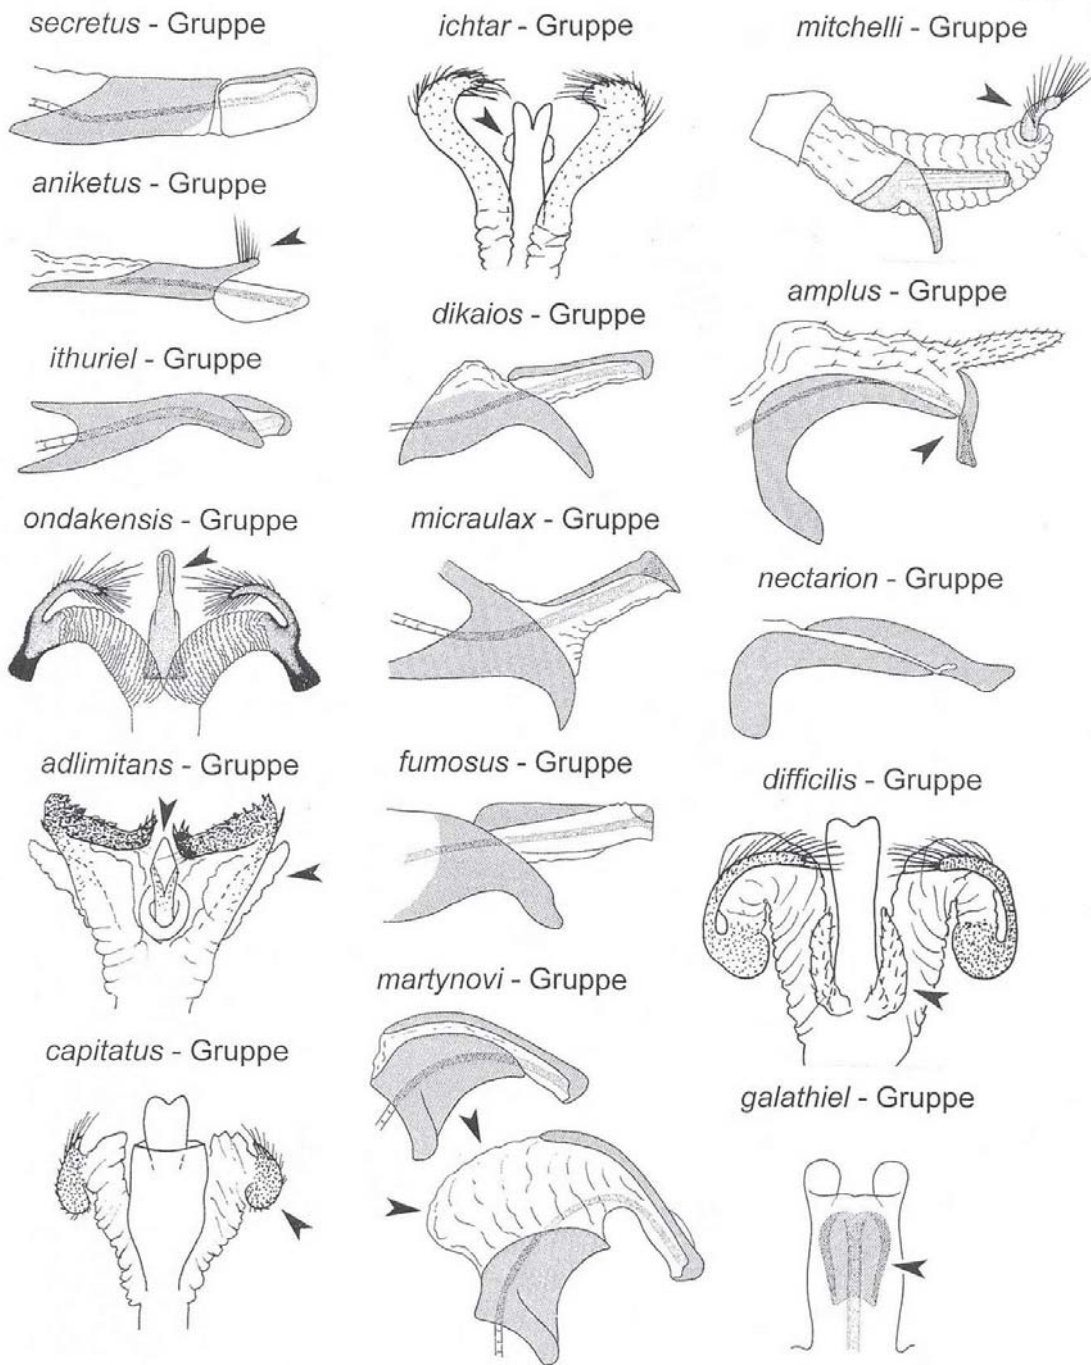 secretus - Gruppe
aniketus - Gruppe
ithuriel - Gruppe
ondakensis - Gruppe
adlimitans - Gruppe
capitatus - Gruppe
ichtar - Gruppe
dikaios - Gruppe
micraulax - Gruppe
fumosus - Gruppe
martynovi - Gruppe
mitchelli - Gruppe
amplus - Gruppe
nectarion - Gruppe
difficilis - Gruppe
galathiel - Gruppe